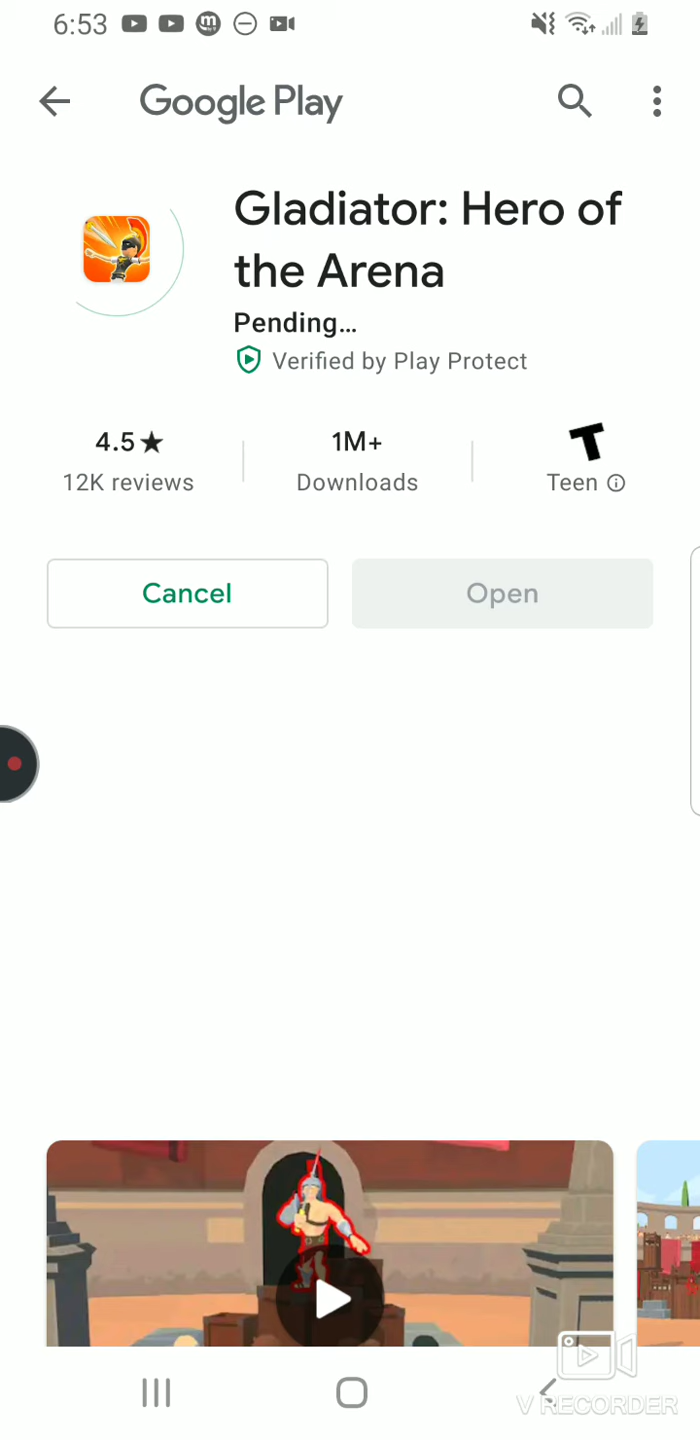 6:53
Google Play
Gladiator: Hero of
the Arena
Pending...
Verified by Play Protect
4.5★
12K reviews
1M+
Downloads
T
Teen
Cancel
Open
V RECORDER